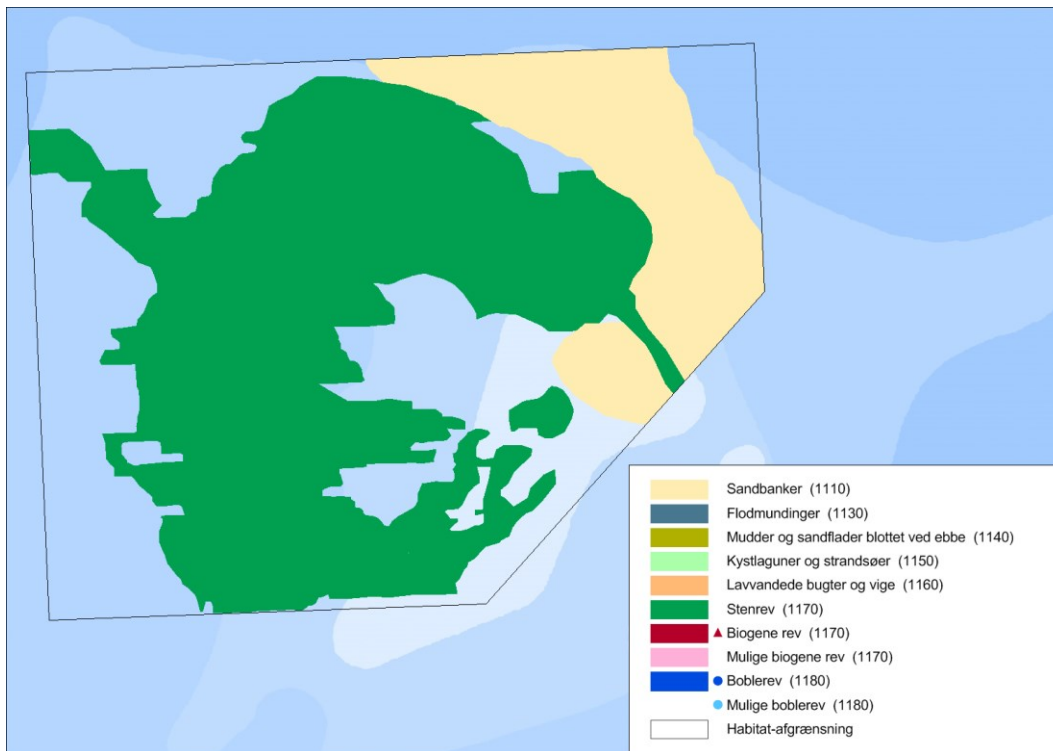 Sandbanker (1110)
Flodmundinger (1130)
Mudder og sandflader blottet ved ebbe (1140)
Kystlaguner og strandsøer (1150)
Lavvandede bugter og vige (1160)
Stenrev (1170)
Biogene rev (1170)
Mulige biogene rev (1170)
Boblerev (1180)
Mulige boblerev (1180)
Habitat-afgrænsning